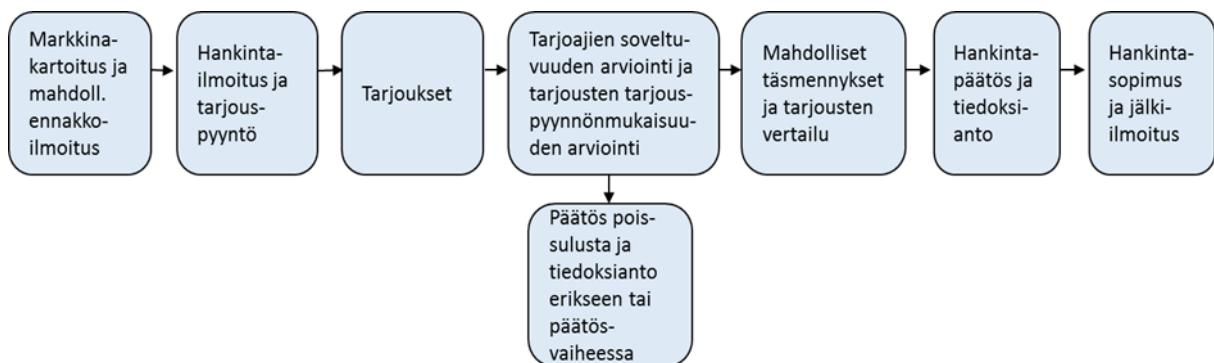 Markkina-
kartoitus ja
mahdoll.
ennakko-
ilmoitus
Hankinta-
ilmoitus ja
tarjous-
pyyntö
Tarjoukset
Tarjoajien soveltu-
vuuden arviointi ja
tarjousten tarjous-
pyynnönmukaisuu-
den arviointi
Mahdolliset
täsmennykset
ja tarjousten
vertailu
Hankinta-
päätös ja
tiedoksi-
anto
Hankinta-
sopimus
ja jälki-
ilmoitus
Päätös pois-
sulusta ja
tiedoksianto
erikseen tai
päätös-
vaiheessa